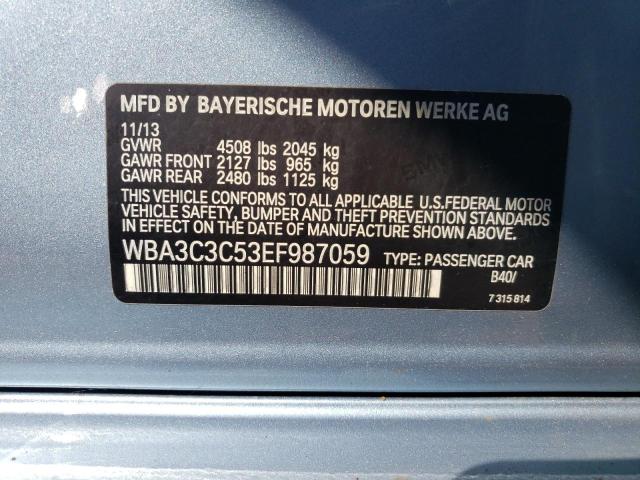 MFD BY BAYERISCHE MOTOREN WERKE AG
11/13
GVWR 4508 lbs 2045 kg
GAWR FRONT 2127 lbs 965 kg
GAWR REAR 2480 lbs 1125 kg
THIS VEHICLE CONFORMS TO ALL APPLICABLE U.S.FEDERAL MOTOR
VEHICLE SAFETY, BUMPER AND THEFT PREVENTION STANDARDS
IN EFFECT ON THE DATE OF MANUFACTURE SHOWN ABOVE.
WBA3C3C53EF987059 TYPE: PASSENGER CAR
B40/
7 315 814